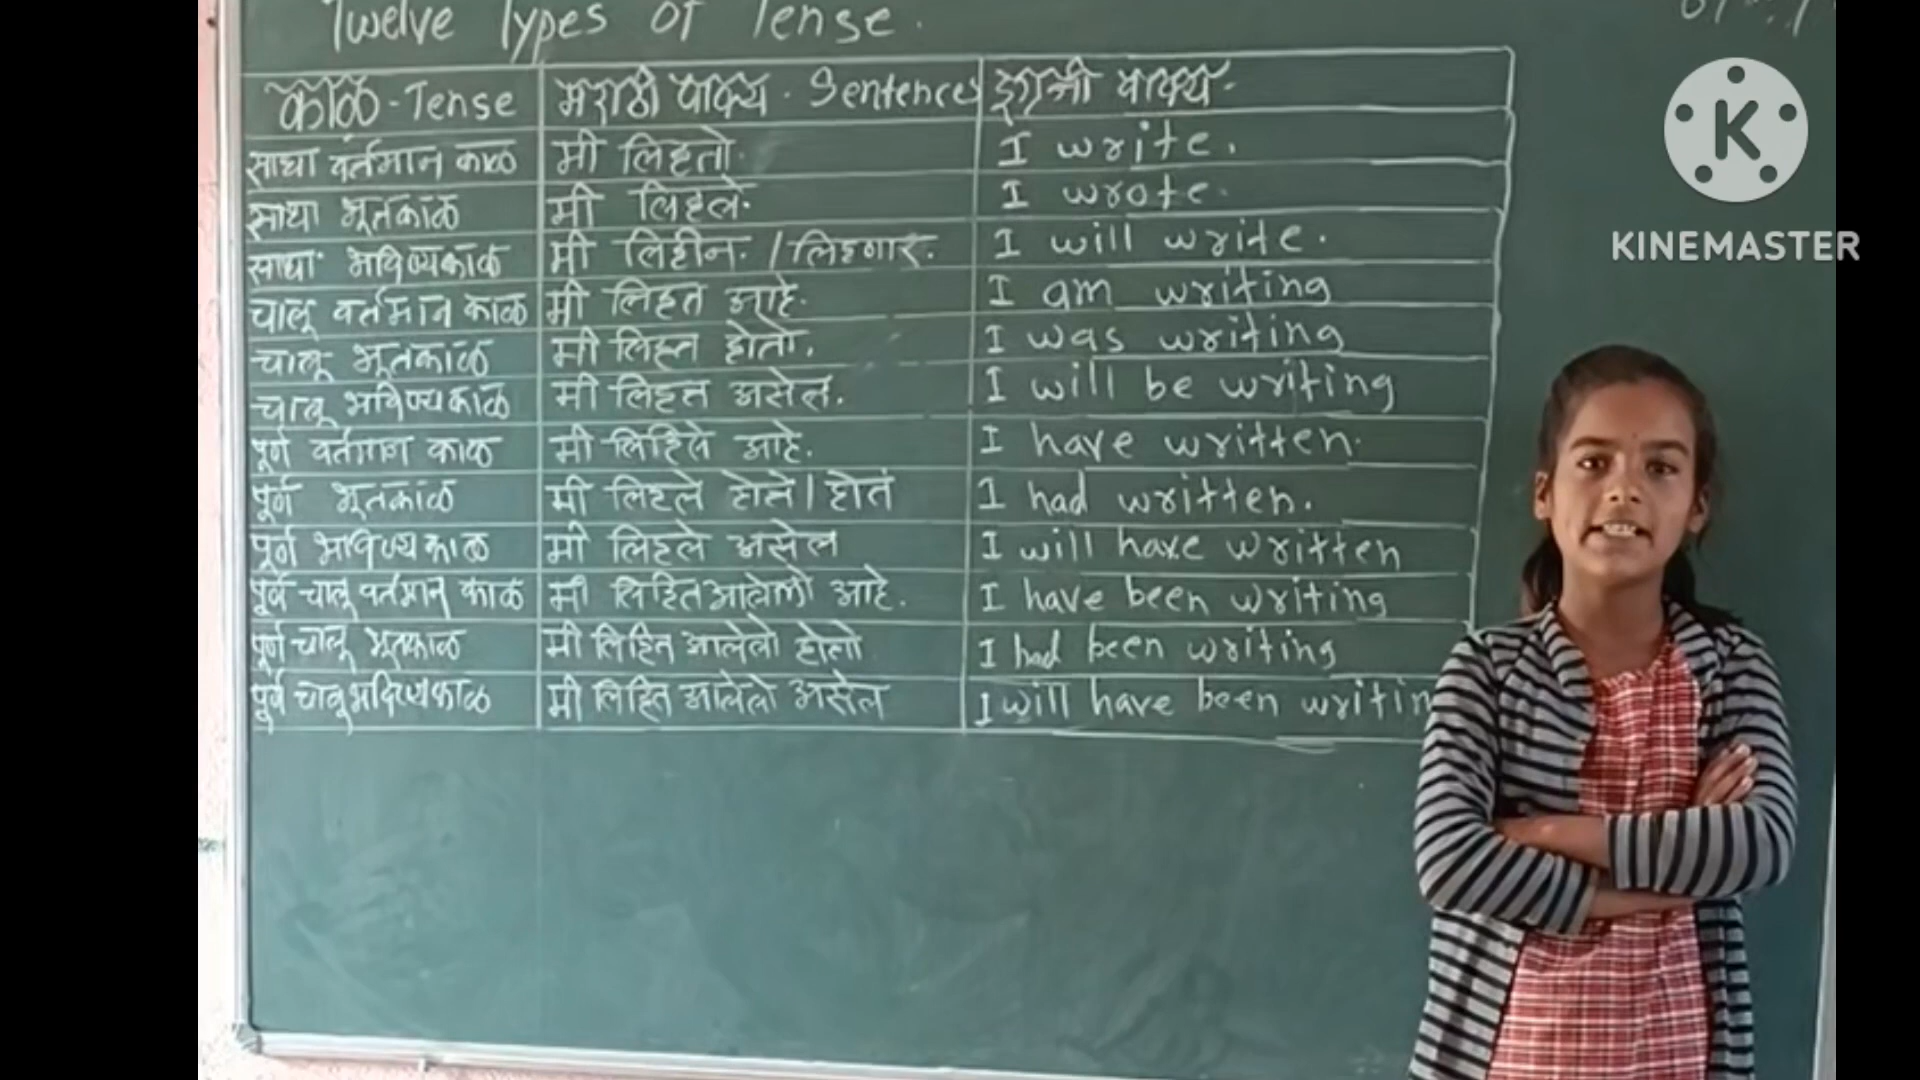 Twelve Types of Tense.
काळ - Tense मराठी वाक्य. Sentences इंग्रजी वाक्य.
साधा वर्तमान काळ मी लिहतो. I write.
साधा भूतकाळ मी लिहले. I wrote.
साधा भविष्यकाळ मी लिहीन. / लिहणार. I will write.
चालू वर्तमान काळ मी लिहत आहे. I am writing
चालू भूतकाळ मी लिहत होतो. I was writing
चालू भविष्यकाळ मी लिहत असेल. I will be writing
पूर्ण वर्तमान काळ मी लिहिले आहे. I have written.
पूर्ण भूतकाळ मी लिहले होते / होतं I had written.
पूर्ण भविष्य काळ मी लिहले असेल I will have written
पूर्ण चालू वर्तमान काळ मी लिहित आलेलो आहे. I have been writing
पूर्ण चालू भूतकाळ मी लिहित आलेलो होतो I had been writing
पूर्ण चालू भविष्यकाळ मी लिहित आलेलो असेल I will have been writin
K
KINEMASTER